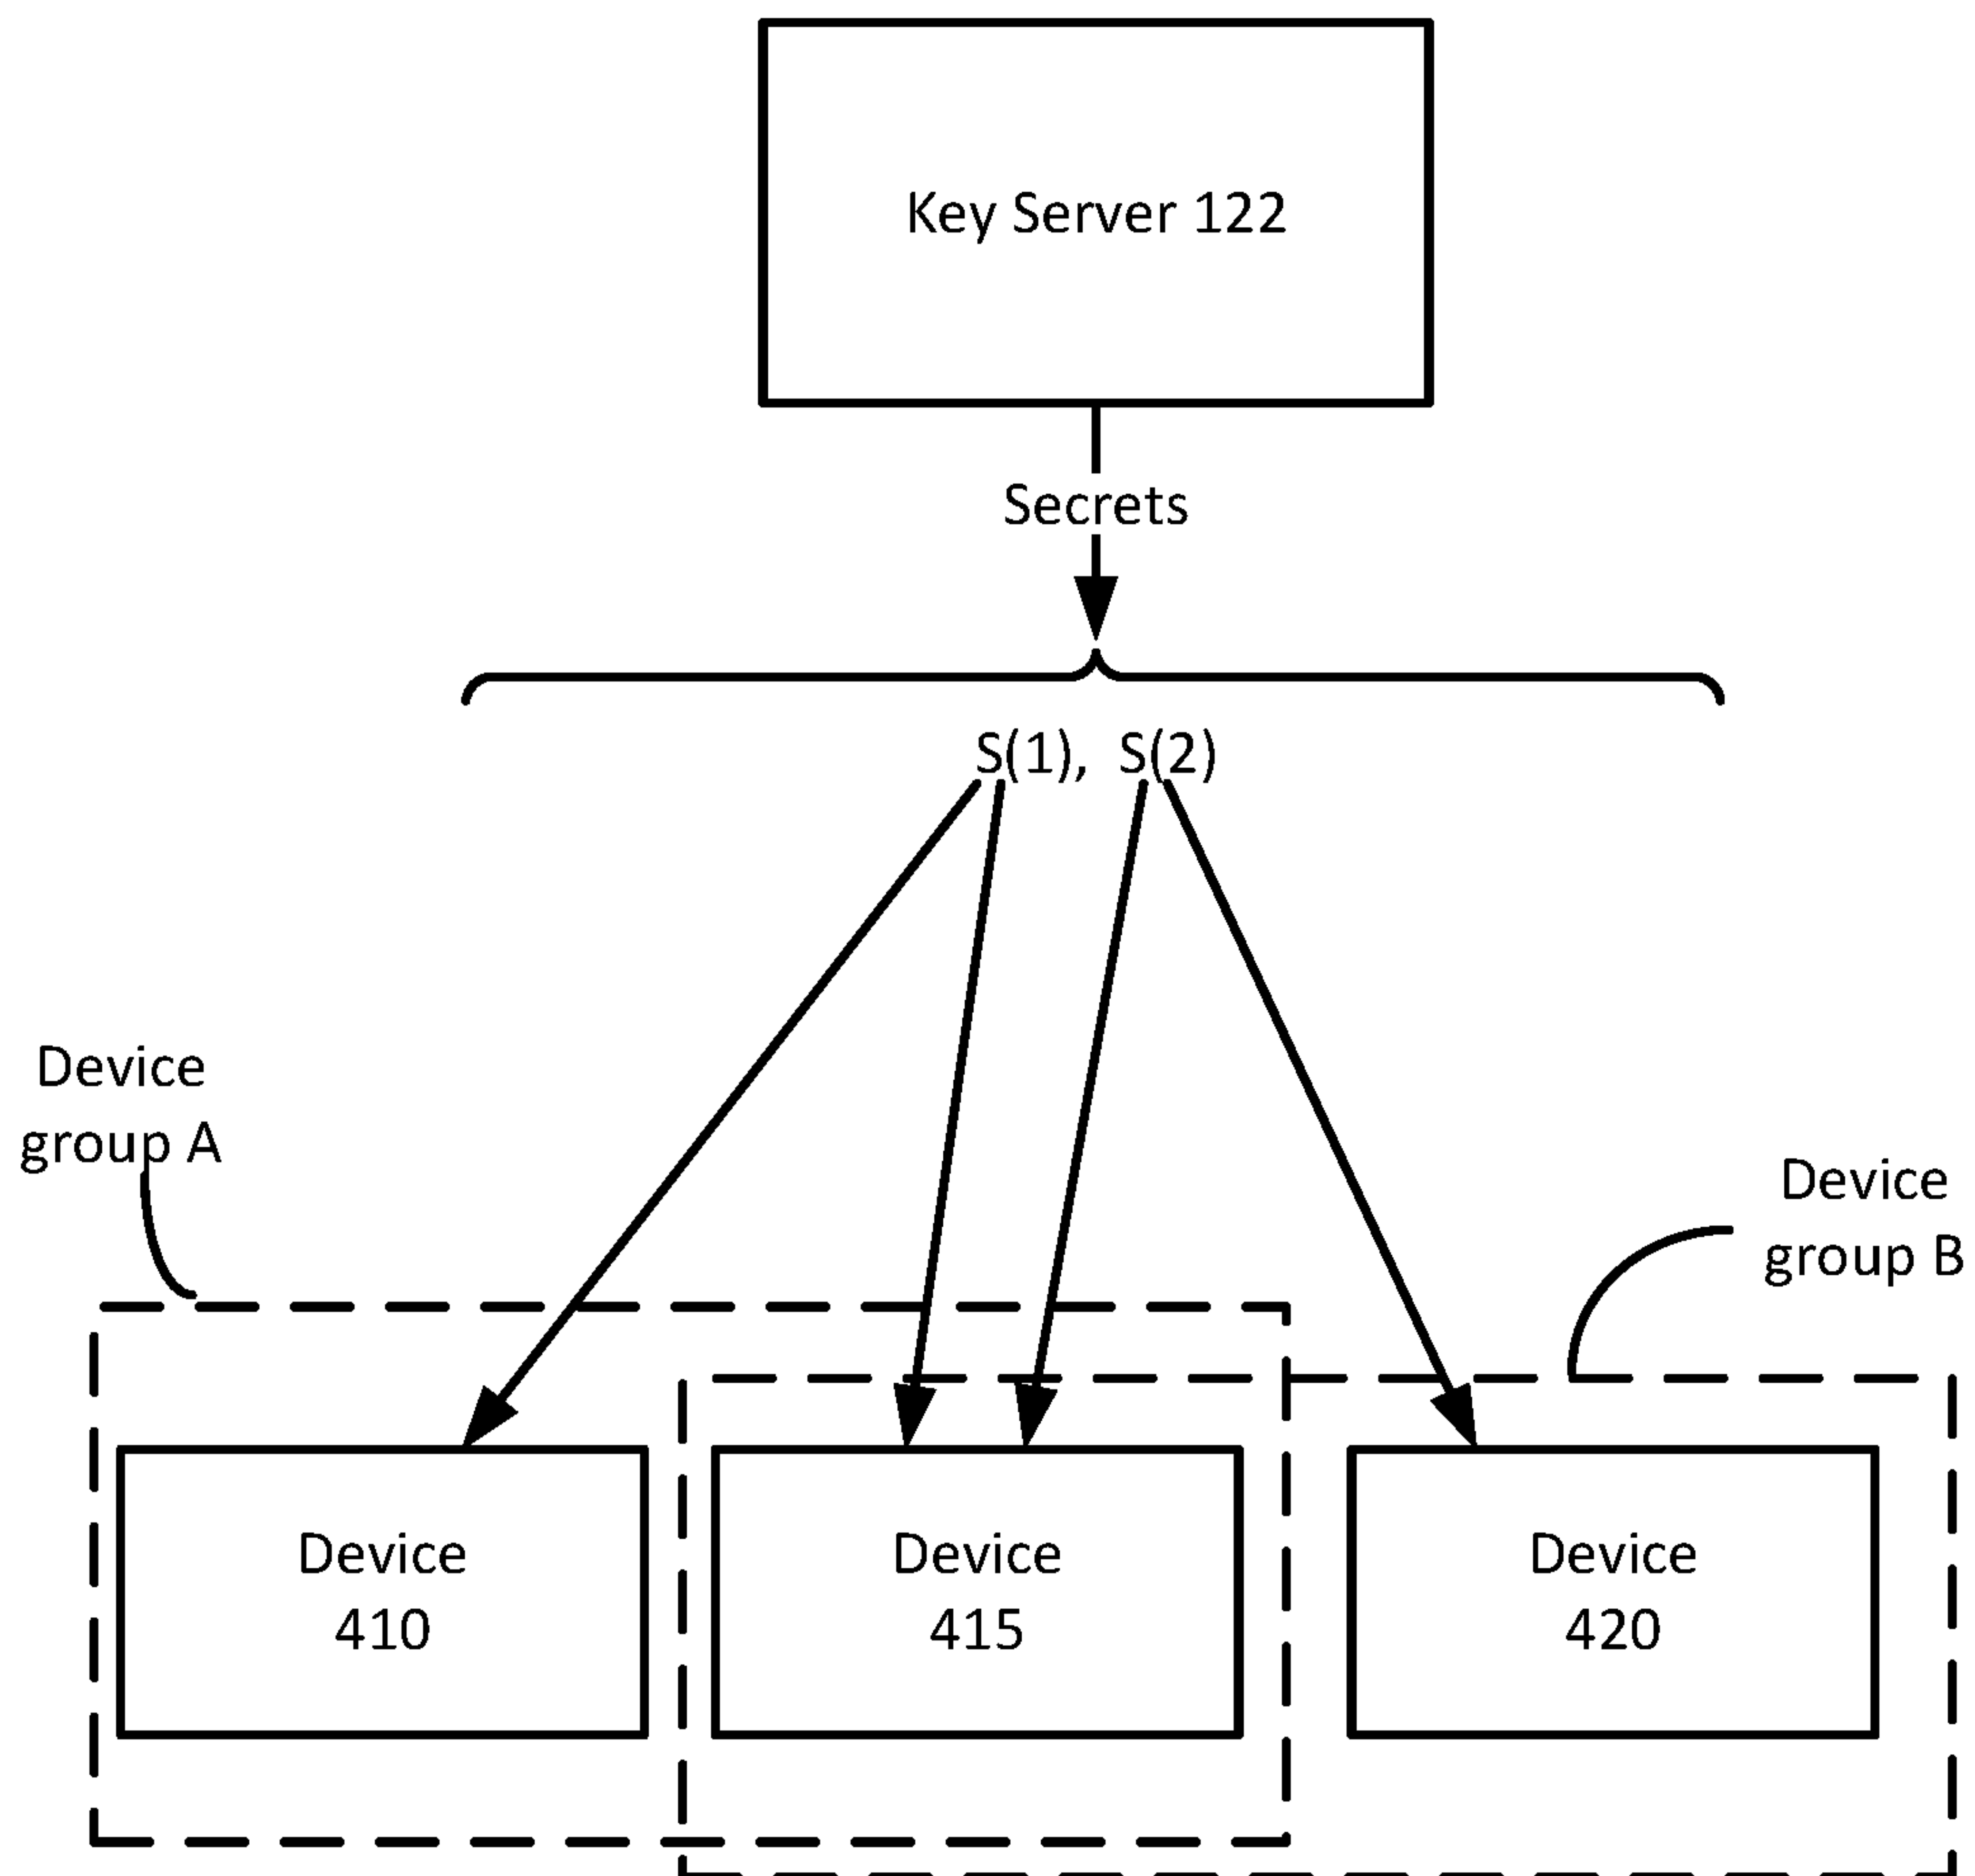 Key Server 122
Secrets
S(1), S(2)
Device
group A
Device
group B
Device
410
Device
415
Device
420